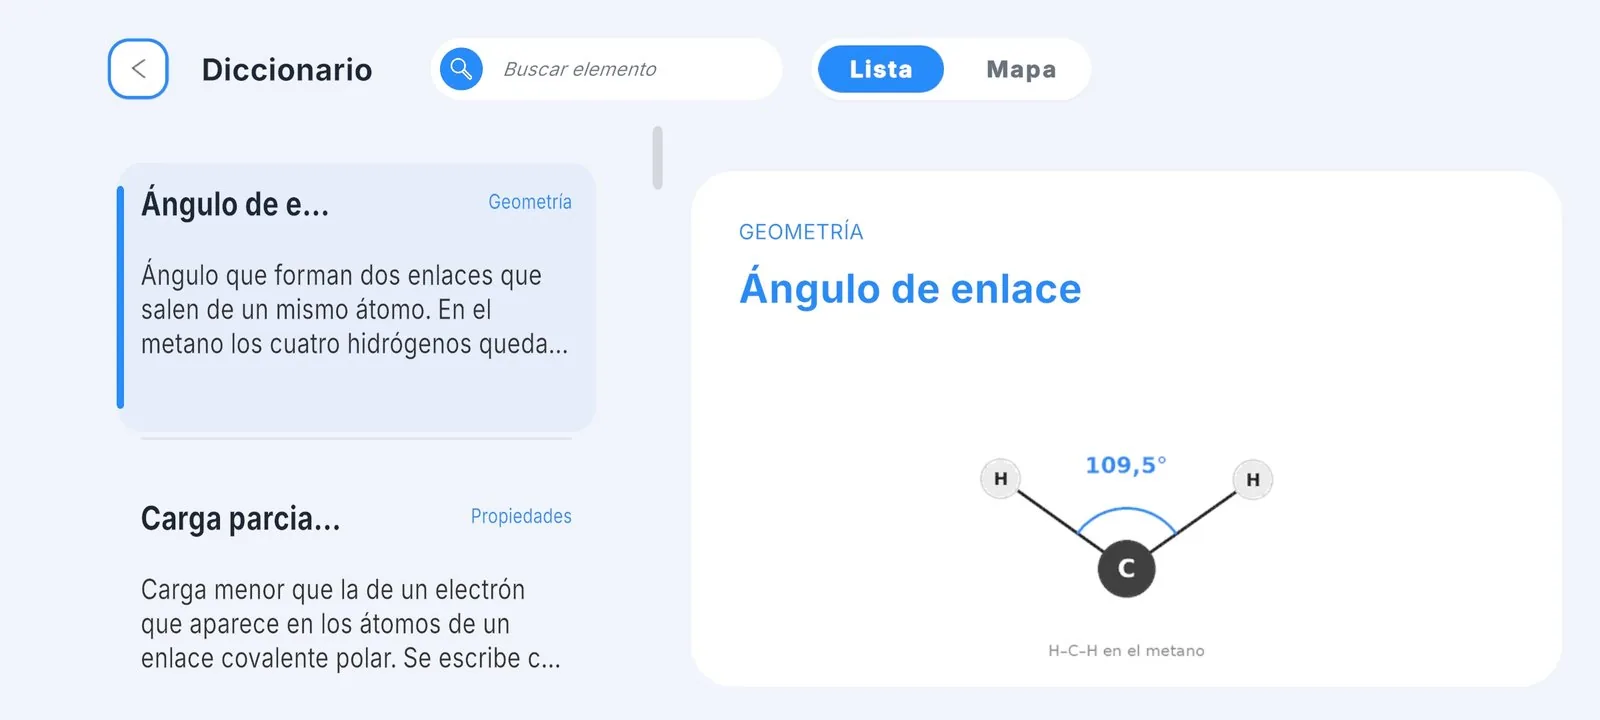 Diccionario
Buscar elemento
Lista
Mapa
Ángulo de e...
Geometría
Ángulo que forman dos enlaces que
salen de un mismo átomo. En el
metano los cuatro hidrógenos queda...
Carga parcia...
Propiedades
Carga menor que la de un electrón
que aparece en los átomos de un
enlace covalente polar. Se escribe c...
GEOMETRÍA
Ángulo de enlace
109,5°
H
H
C
H–C–H en el metano